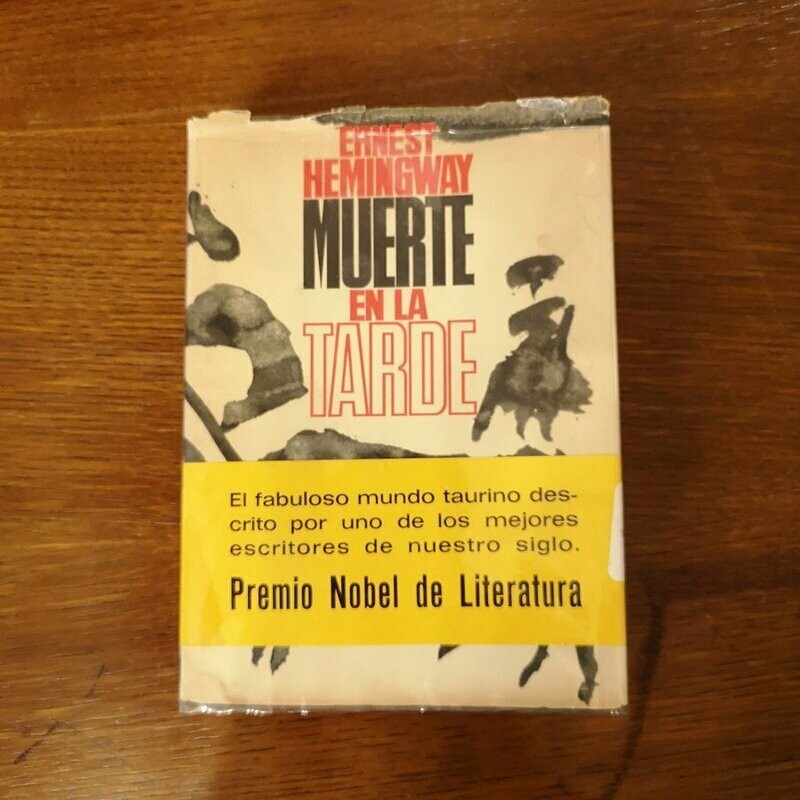 ERNEST
HEMINGWAY
MUERTE
EN LA
TARDE
El fabuloso mundo taurino des-
crito por uno de los mejores
escritores de nuestro siglo.
Premio Nobel de Literatura